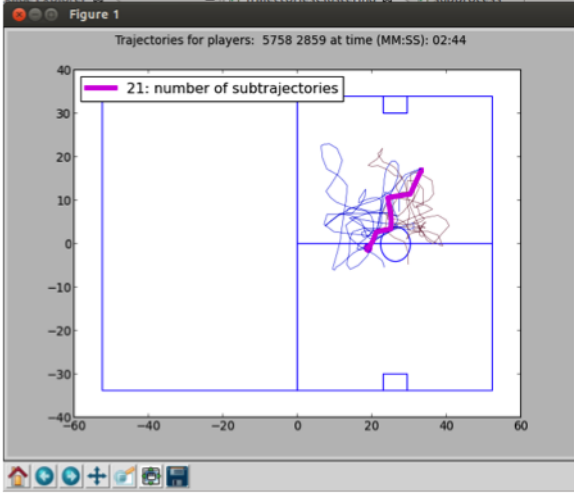 Figure 1
Trajectories for players: 5758 2859 at time (MM:SS): 02:44
21: number of subtrajectories
40
30
20
10
0
−10
−20
−30
−40
−60 −40 −20 0 20 40 60